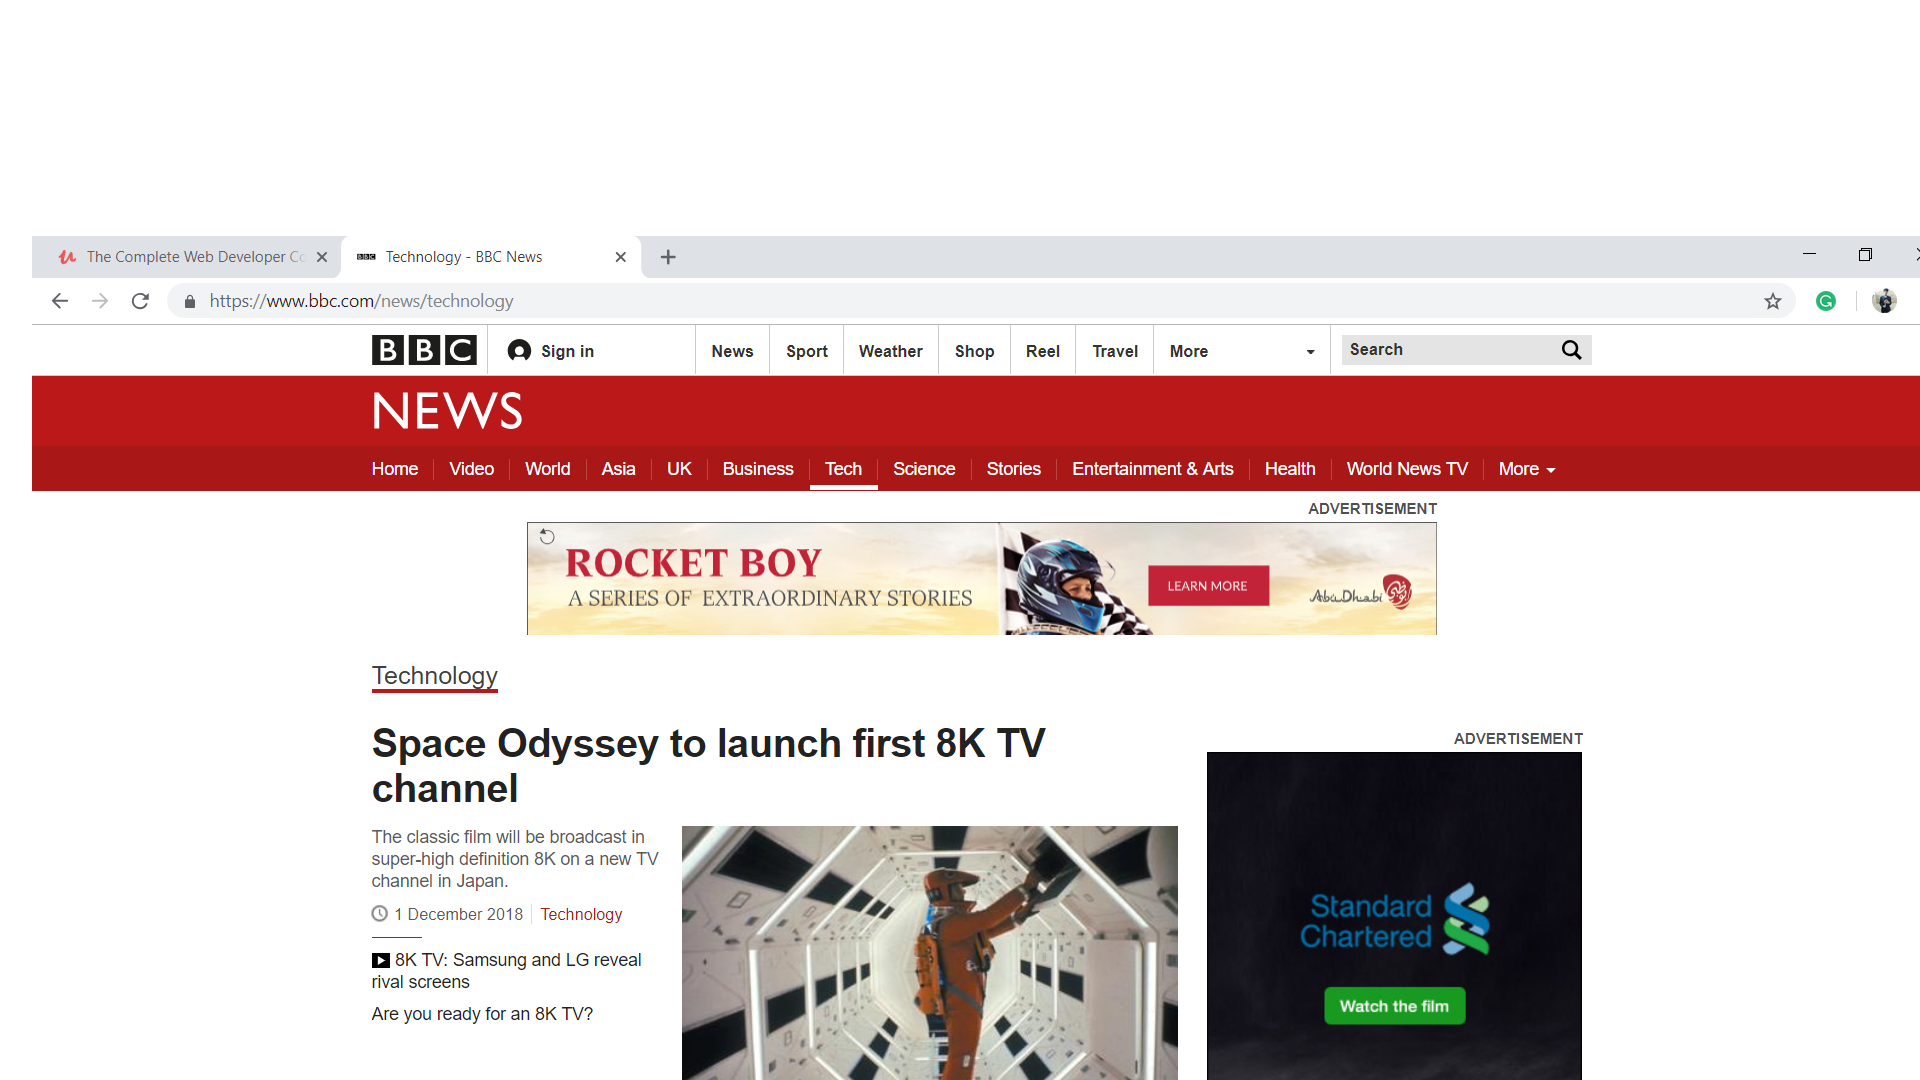 The Complete Web Developer Co
Technology - BBC News
https://www.bbc.com/news/technology
BBC
Sign in
News
Sport
Weather
Shop
Reel
Travel
More
Search
NEWS
Home
Video
World
Asia
UK
Business
Tech
Science
Stories
Entertainment & Arts
Health
World News TV
More
ADVERTISEMENT
ROCKET BOY
A SERIES OF EXTRAORDINARY STORIES
LEARN MORE
Abu Dhabi
Technology
Space Odyssey to launch first 8K TV
channel
The classic film will be broadcast in
super-high definition 8K on a new TV
channel in Japan.
1 December 2018
Technology
8K TV: Samsung and LG reveal
rival screens
Are you ready for an 8K TV?
ADVERTISEMENT
Standard
Chartered
Watch the film